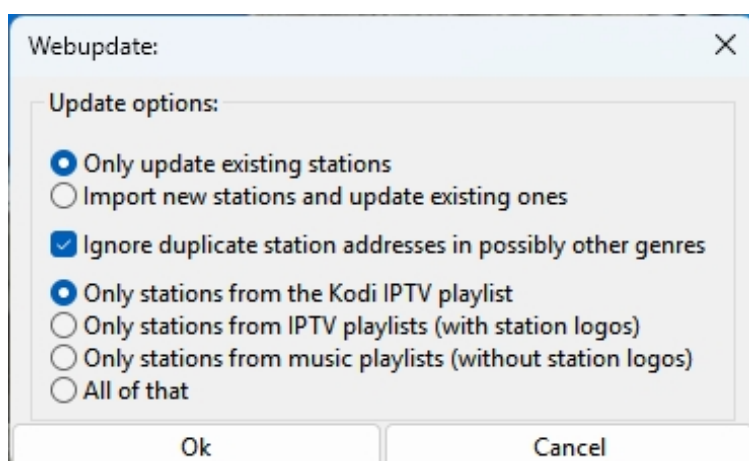 Webupdate:
Update options:
Only update existing stations
Import new stations and update existing ones
Ignore duplicate station addresses in possibly other genres
Only stations from the Kodi IPTV playlist
Only stations from IPTV playlists (with station logos)
Only stations from music playlists (without station logos)
All of that
Ok
Cancel